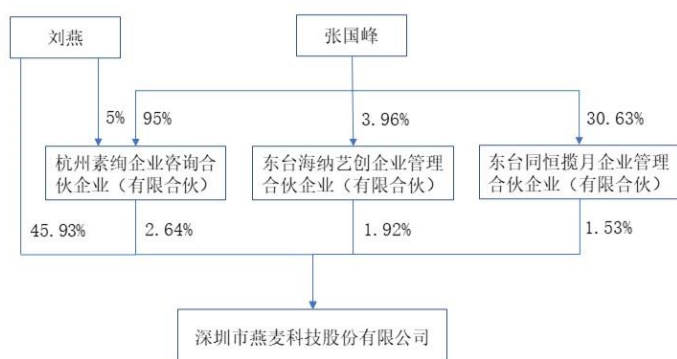 刘燕
张国峰
5%
95%
3.96%
30.63%
杭州素绚企业咨询合
伙企业（有限合伙）
东台海纳艺创企业管理
合伙企业（有限合伙）
东台同恒揽月企业管理
合伙企业（有限合伙）
45.93%
2.64%
1.92%
1.53%
深圳市燕麦科技股份有限公司